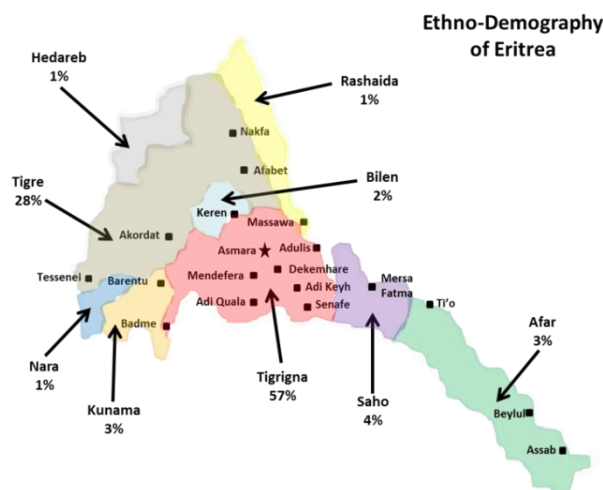 Ethno-Demography
of Eritrea
Hedareb
1%
Rashaida
1%
Nakfa
Afabet
Bilen
2%
Tigre
28%
Keren
Massawa
Akordat
Asmara
Adulis
Tessenei
Barentu
Mendefera
Dekemhare
Adi Keyh
Mersa
Fatma
Adi Quala
Senafe
Ti'o
Badme
Afar
3%
Nara
1%
Kunama
3%
Tigrigna
57%
Saho
4%
Beylul
Assab